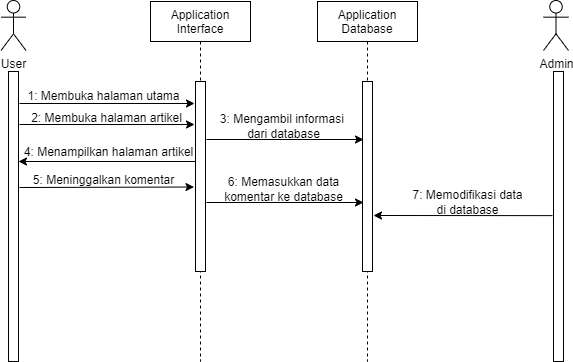 Application
Interface
Application
Database
User
Admin
1: Membuka halaman utama
2: Membuka halaman artikel
3: Mengambil informasi
dari database
4: Menampilkan halaman artikel
5: Meninggalkan komentar
6: Memasukkan data
komentar ke database
7: Memodifikasi data
di database